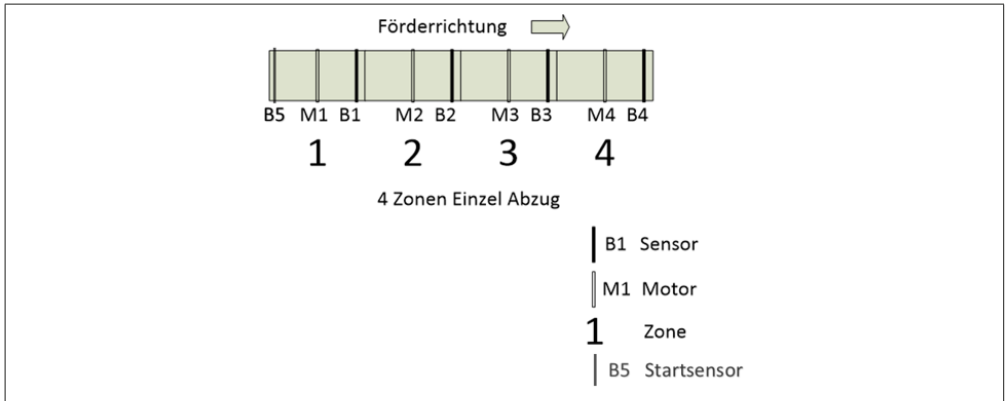 Förderrichtung
B5 M1 B1 M2 B2 M3 B3 M4 B4
1 2 3 4
4 Zonen Einzel Abzug
B1 Sensor
M1 Motor
1 Zone
B5 Startsensor